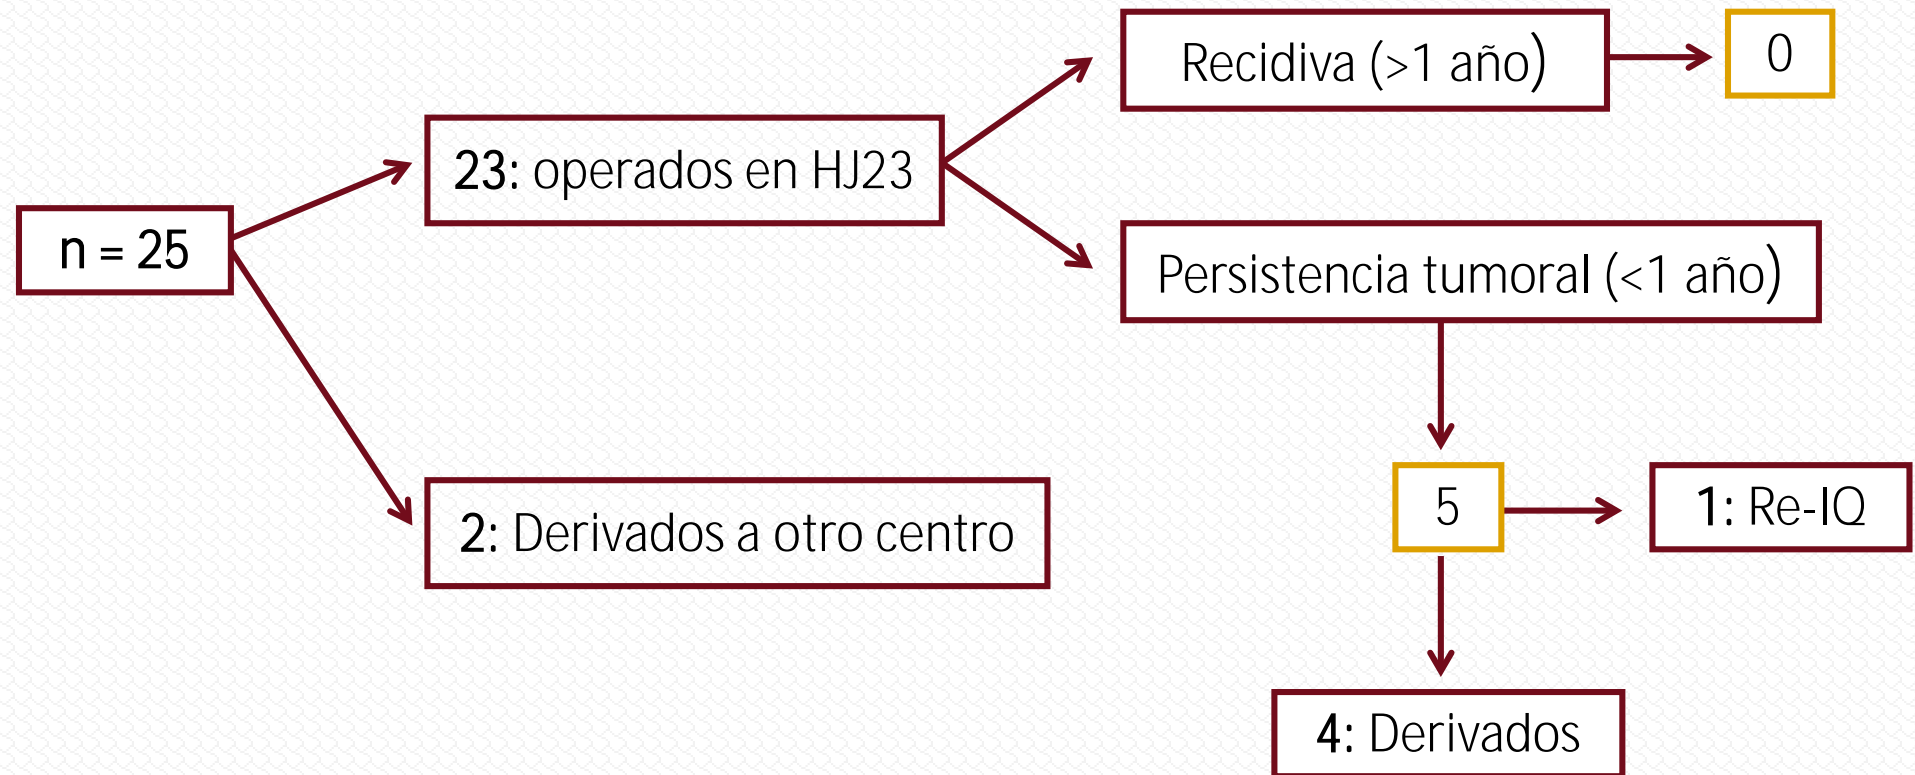 n = 25
23: operados en HJ23
2: Derivados a otro centro
Recidiva (>1 año)
0
Persistencia tumoral (<1 año)
5
1: Re-IQ
4: Derivados